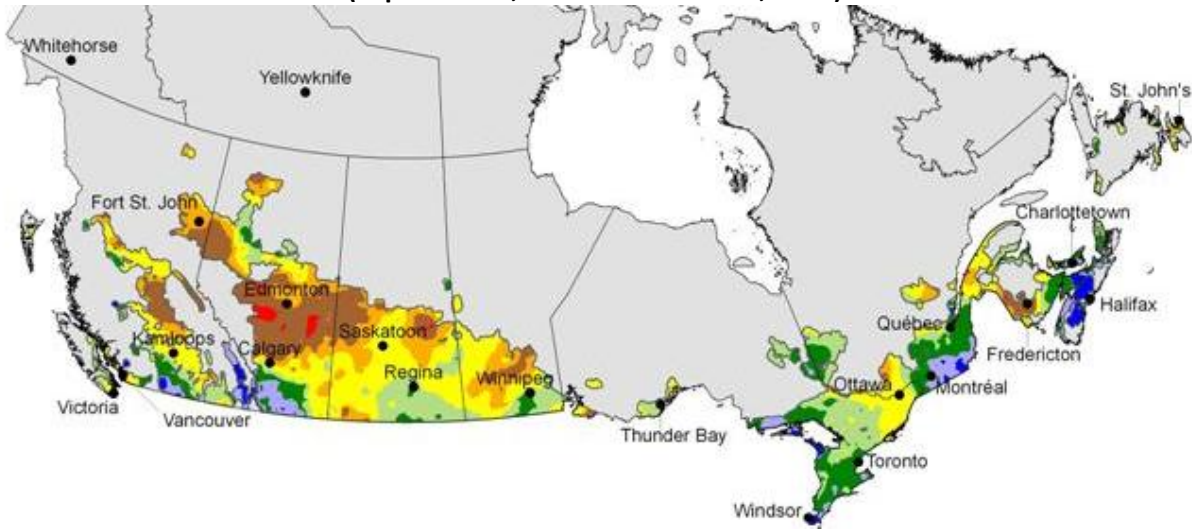 Whitehorse
Yellowknife
St. John's
Fort St. John
Charlottetown
Edmonton
Halifax
Saskatoon
Québec
Kamloops
Calgary
Fredericton
Regina
Winnipeg
Ottawa
Montréal
Victoria
Vancouver
Thunder Bay
Toronto
Windsor